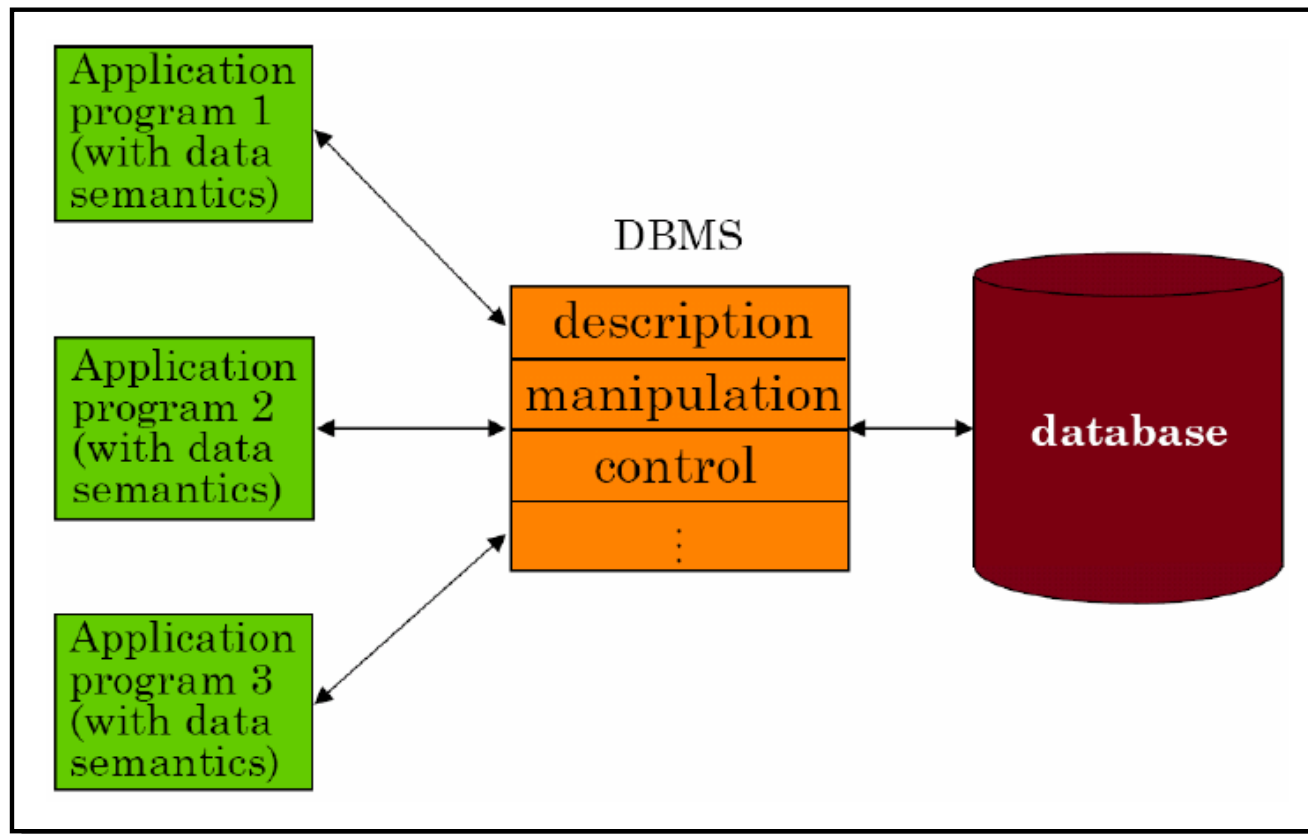 Application
program 1
(with data
semantics)
Application
program 2
(with data
semantics)
Application
program 3
(with data
semantics)
DBMS
description
manipulation
control
⋮
database